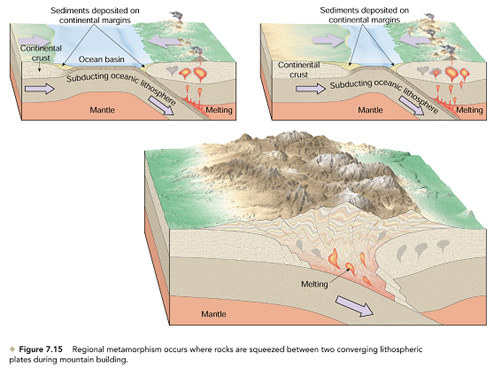 Sediments deposited on
continental margins
Continental
crust
Ocean basin
Subducting oceanic lithosphere
Mantle
Melting
Sediments deposited on
continental margins
Continental
crust
Subducting oceanic lithosphere
Mantle
Melting
Melting
Mantle
❖ Figure 7.15 Regional metamorphism occurs where rocks are squeezed between two converging lithospheric
plates during mountain building.